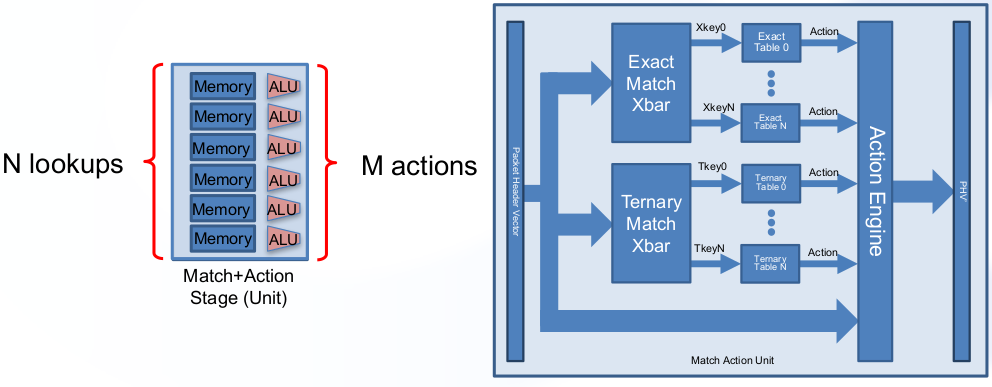 N lookups
Memory
ALU
Memory
ALU
Memory
ALU
Memory
ALU
Memory
ALU
Memory
ALU
M actions
Match+Action
Stage (Unit)
Packet Header Vector
Exact
Match
Xbar
Xkey0
Exact
Table 0
Action
XkeyN
Exact
Table N
Action
Ternary
Match
Xbar
Tkey0
Ternary
Table 0
Action
TkeyN
Ternary
Table N
Action
Action Engine
PHV'
Match Action Unit